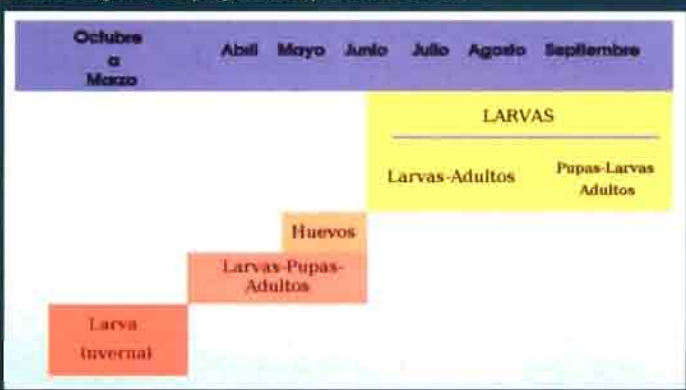 Octubre
a
Marzo
Abril Mayo Junio Julio Agosto Septiembre
LARVAS
Larvas-Adultos
Pupas-Larvas
Adultos
Huevos
Larvas-Pupas-
Adultos
Larva
Invernal